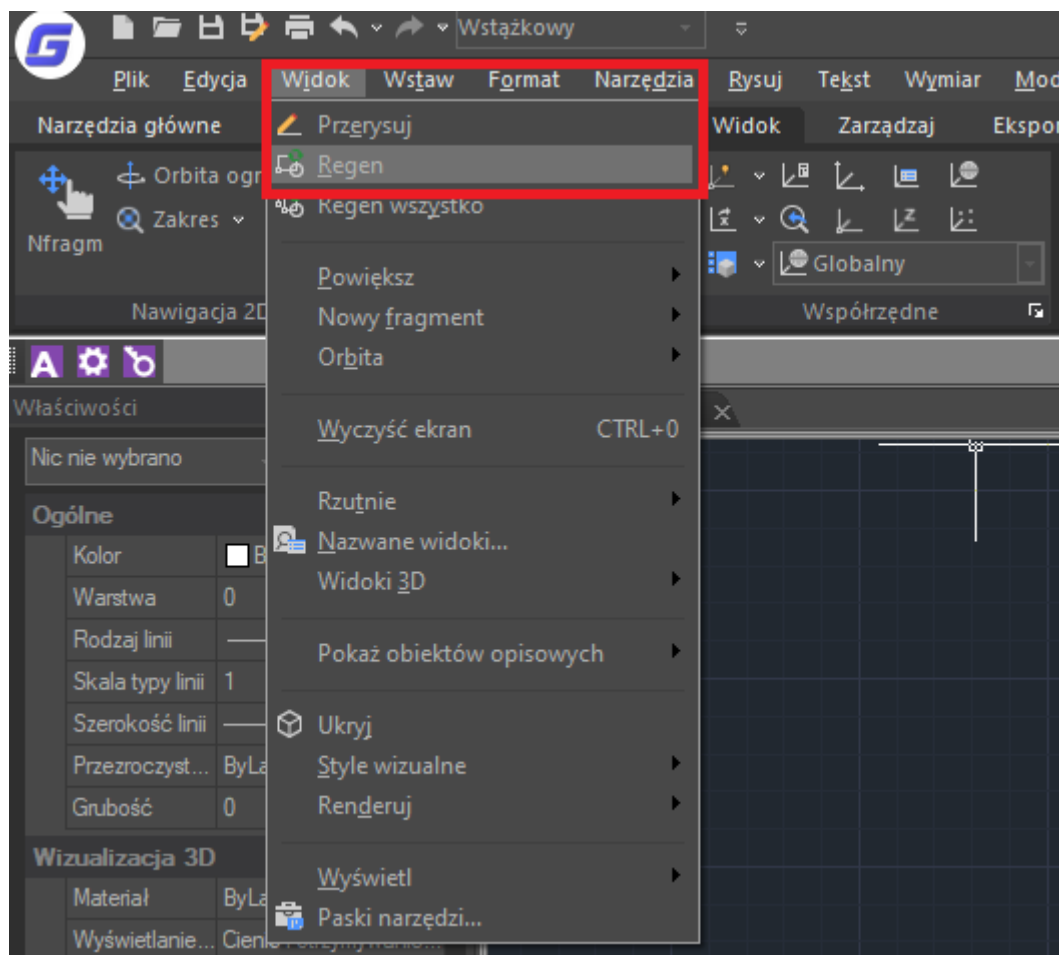 Wstążkowy
Plik Edycja Widok Wstaw Format Narzędzia Rysuj Tekst Wymiar
Narzędzia główne Widok Zarządzaj
Przerysuj
Regen
Regen wszystko
Orbita
Zakres
Nfragm
Globalny
Nawigacja 2D
Współrzędne
Powiększ
Nowy fragment
Orbita
Wyczyść ekran CTRL+0
Rzutnie
Nazwane widoki...
Widoki 3D
Pokaż obiektów opisowych
Ukryj
Style wizualne
Renderuj
Wyświetl
Paski narzędzi...
Właściwości
Nic nie wybrano
Ogólne
Kolor
Warstwa 0
Rodzaj linii
Skala typy linii 1
Szerokość linii
Przezroczyst...
Grubość 0
Wizualizacja 3D
Materiał
Wyświetlanie...